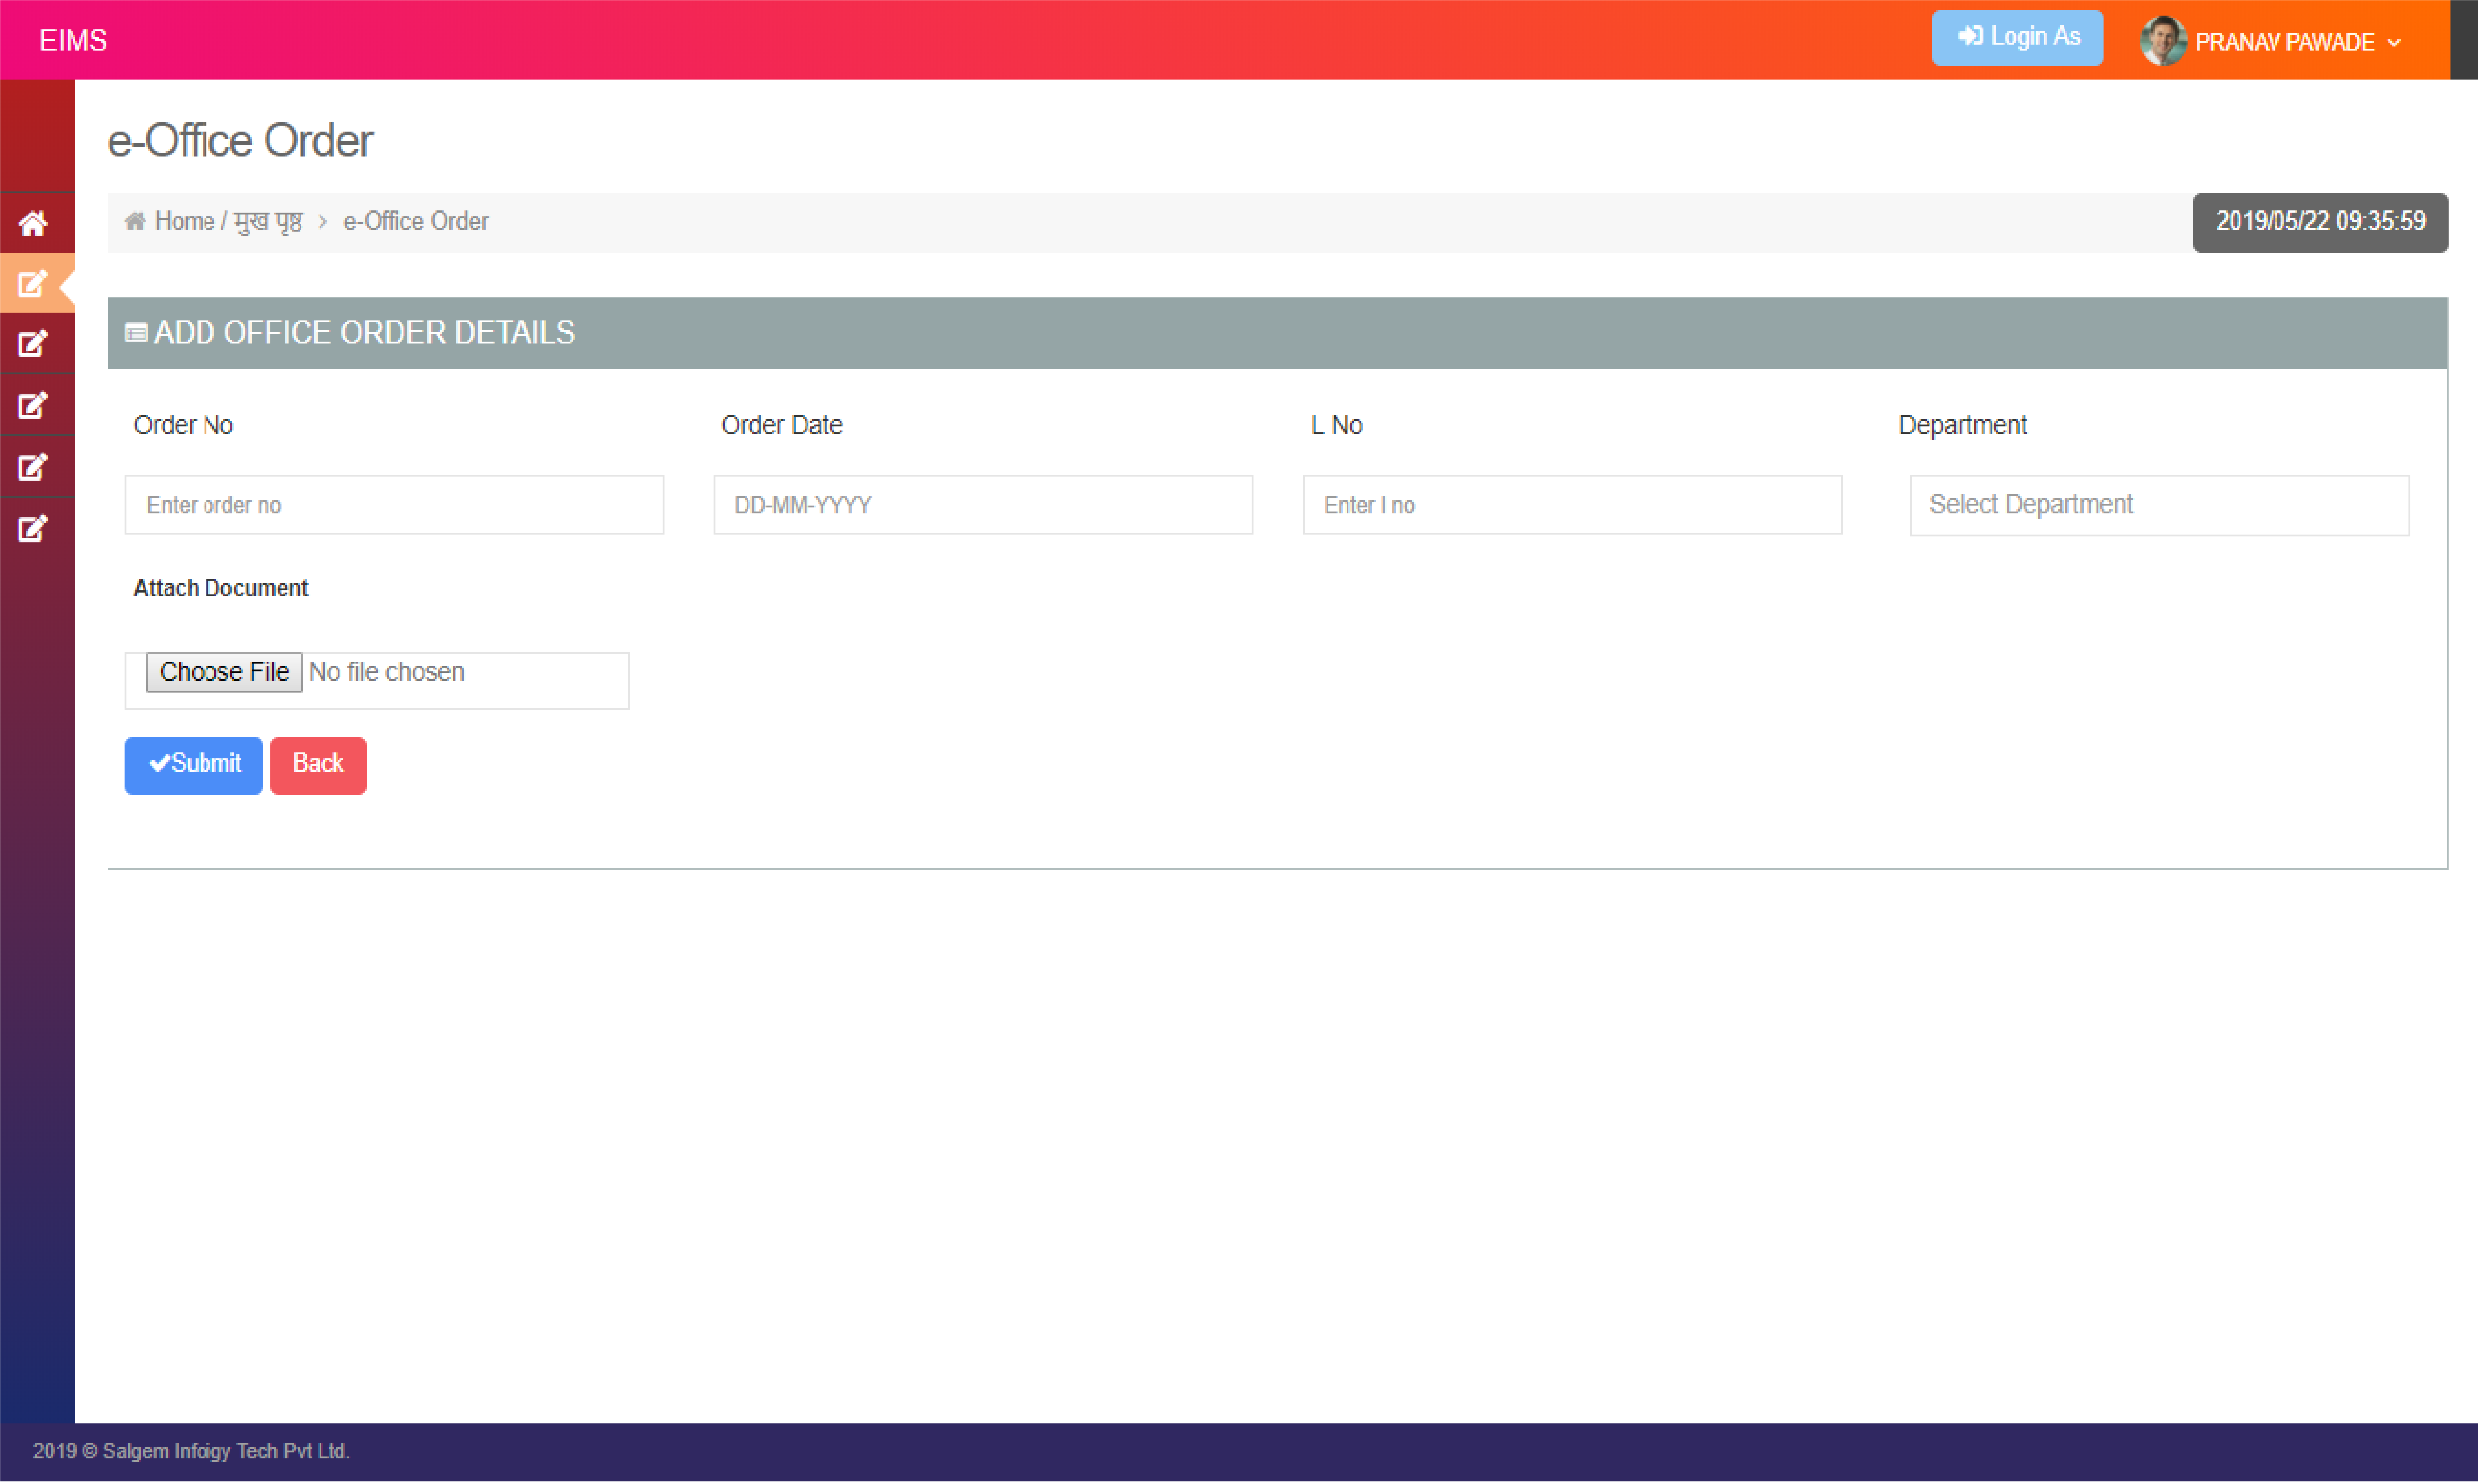 EIMS
Login As
PRANAV PAWADE
e-Office Order
Home / मुख पृष्ठ > e-Office Order
2019/05/22 09:35:59
ADD OFFICE ORDER DETAILS
Order No Order Date L No Department
Enter order no DD-MM-YYYY Enter l no Select Department
Attach Document
Choose File No file chosen
Submit Back
2019 © Salgem Infoigy Tech Pvt Ltd.